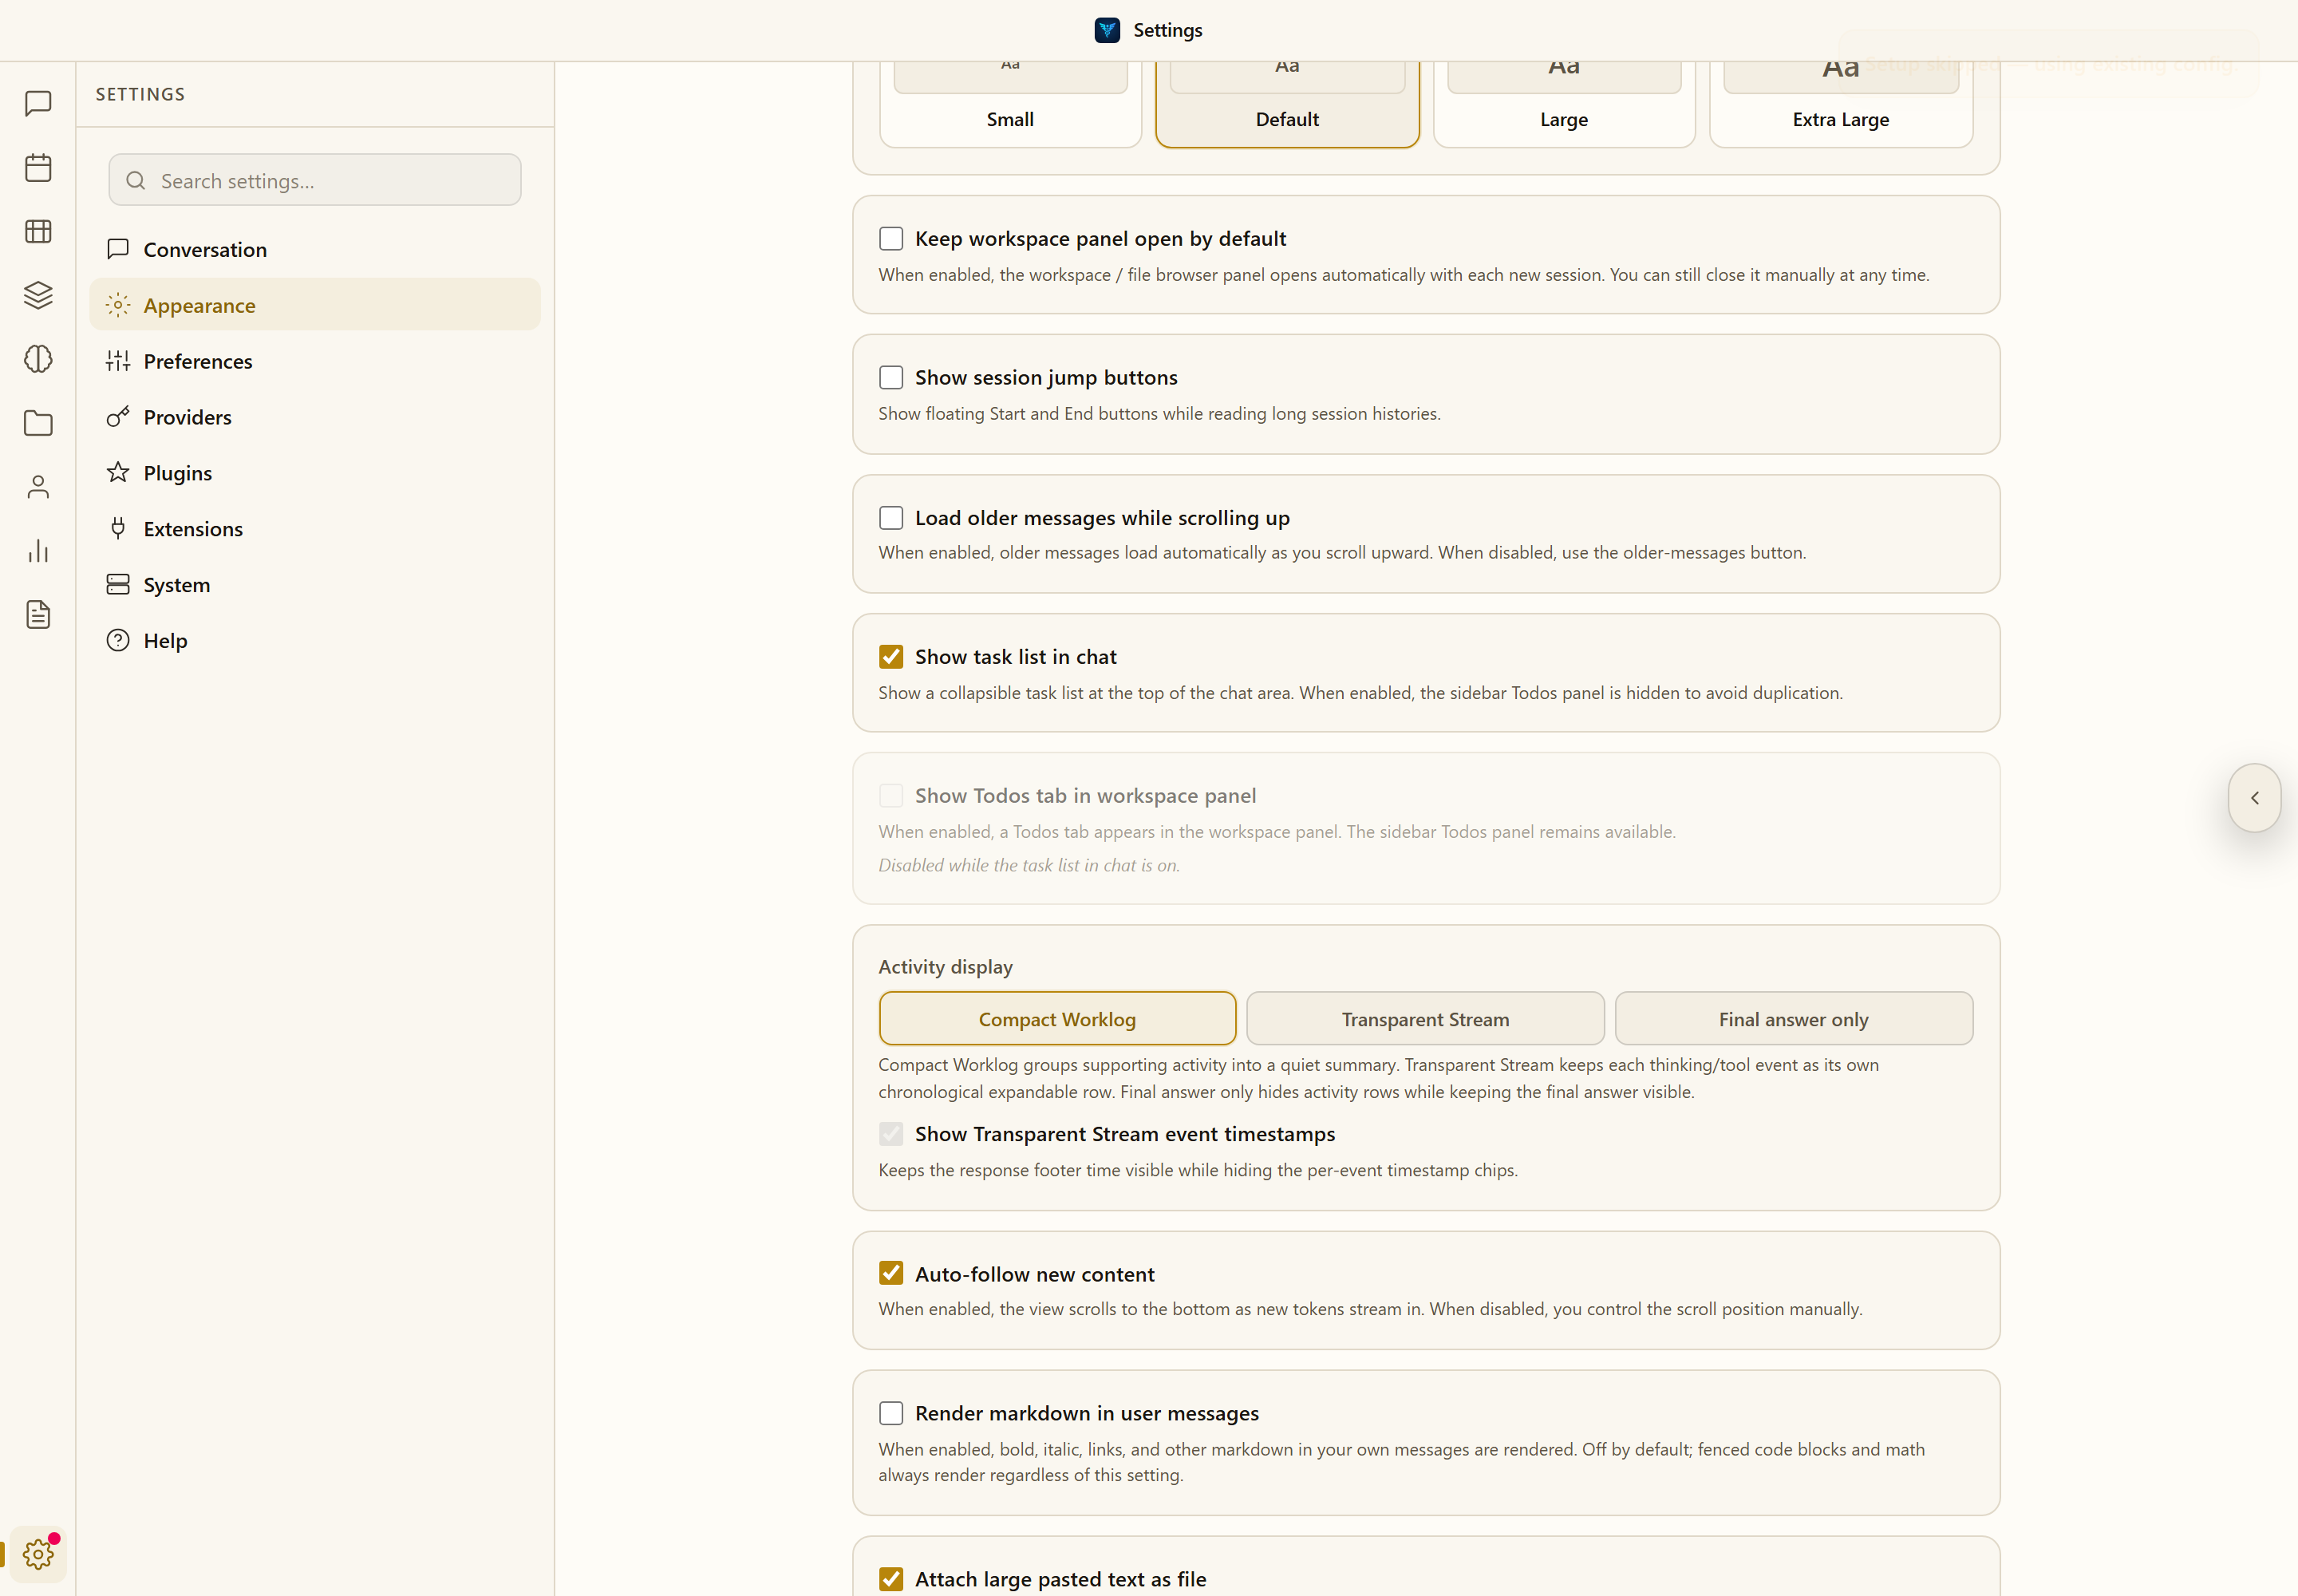 Settings
Setup skipped — using existing config.
SETTINGS
Search settings...
Conversation
Appearance
Preferences
Providers
Plugins
Extensions
System
Help
Aa
Aa
Aa
Aa
Small
Default
Large
Extra Large
Keep workspace panel open by default
When enabled, the workspace / file browser panel opens automatically with each new session. You can still close it manually at any time.
Show session jump buttons
Show floating Start and End buttons while reading long session histories.
Load older messages while scrolling up
When enabled, older messages load automatically as you scroll upward. When disabled, use the older-messages button.
Show task list in chat
Show a collapsible task list at the top of the chat area. When enabled, the sidebar Todos panel is hidden to avoid duplication.
Show Todos tab in workspace panel
When enabled, a Todos tab appears in the workspace panel. The sidebar Todos panel remains available.
Disabled while the task list in chat is on.
Activity display
Compact Worklog
Transparent Stream
Final answer only
Compact Worklog groups supporting activity into a quiet summary. Transparent Stream keeps each thinking/tool event as its own
chronological expandable row. Final answer only hides activity rows while keeping the final answer visible.
Show Transparent Stream event timestamps
Keeps the response footer time visible while hiding the per-event timestamp chips.
Auto-follow new content
When enabled, the view scrolls to the bottom as new tokens stream in. When disabled, you control the scroll position manually.
Render markdown in user messages
When enabled, bold, italic, links, and other markdown in your own messages are rendered. Off by default; fenced code blocks and math
always render regardless of this setting.
Attach large pasted text as file